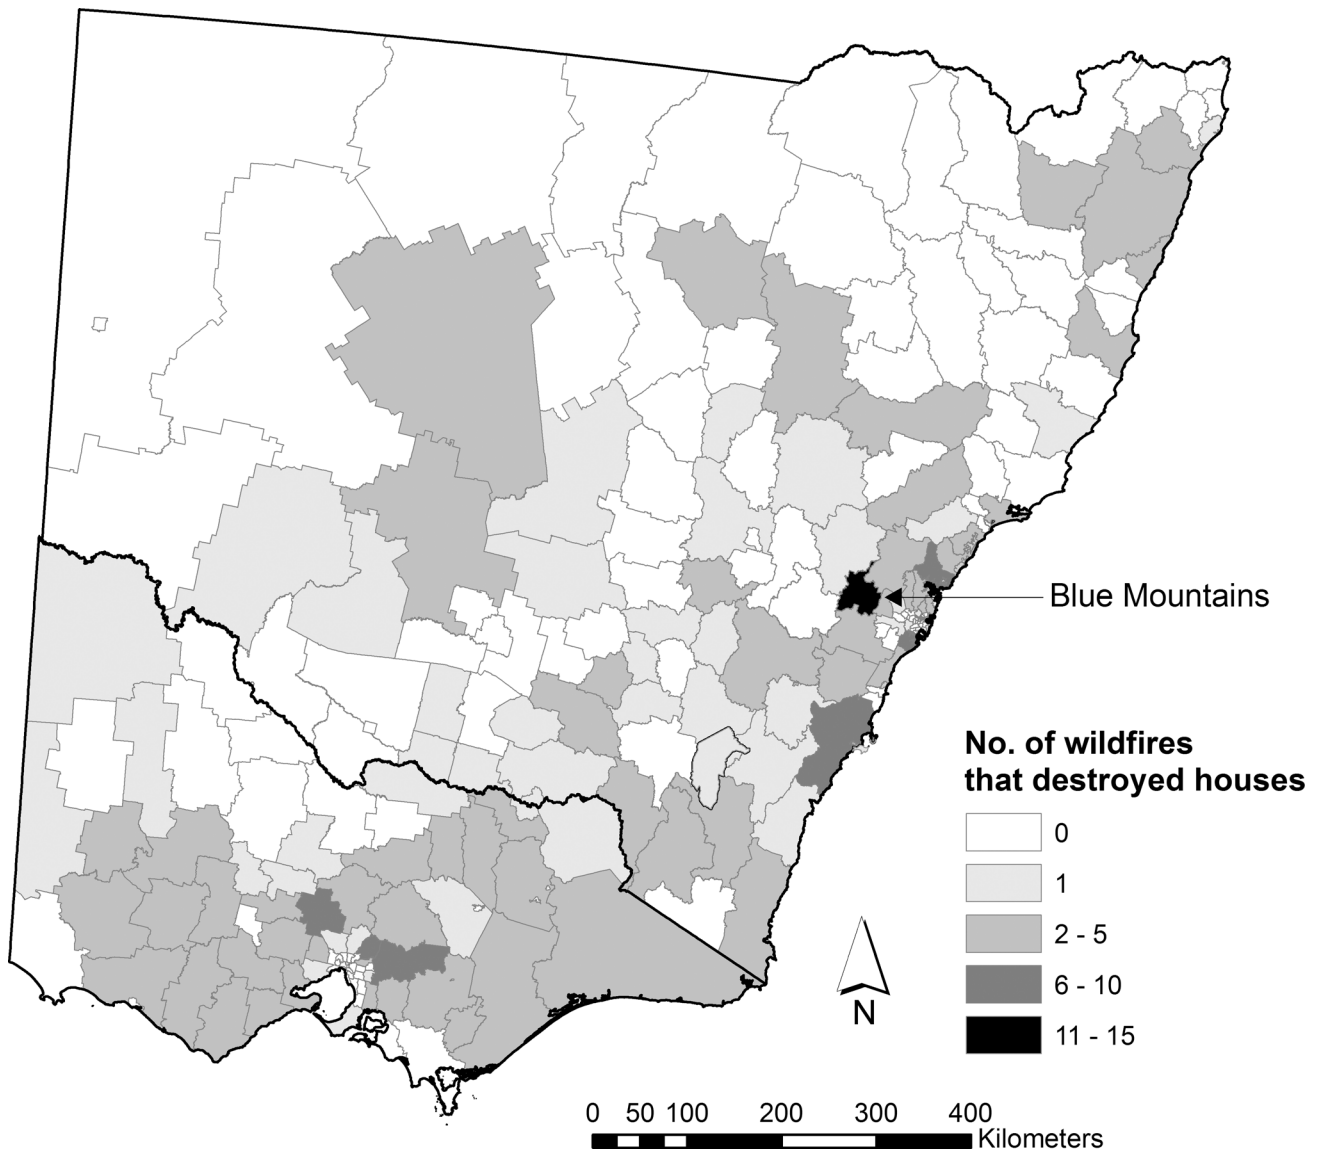 Blue Mountains
No. of wildfires
that destroyed houses
0
1
2 - 5
6 - 10
11 - 15
N
0 50 100 200 300 400
Kilometers